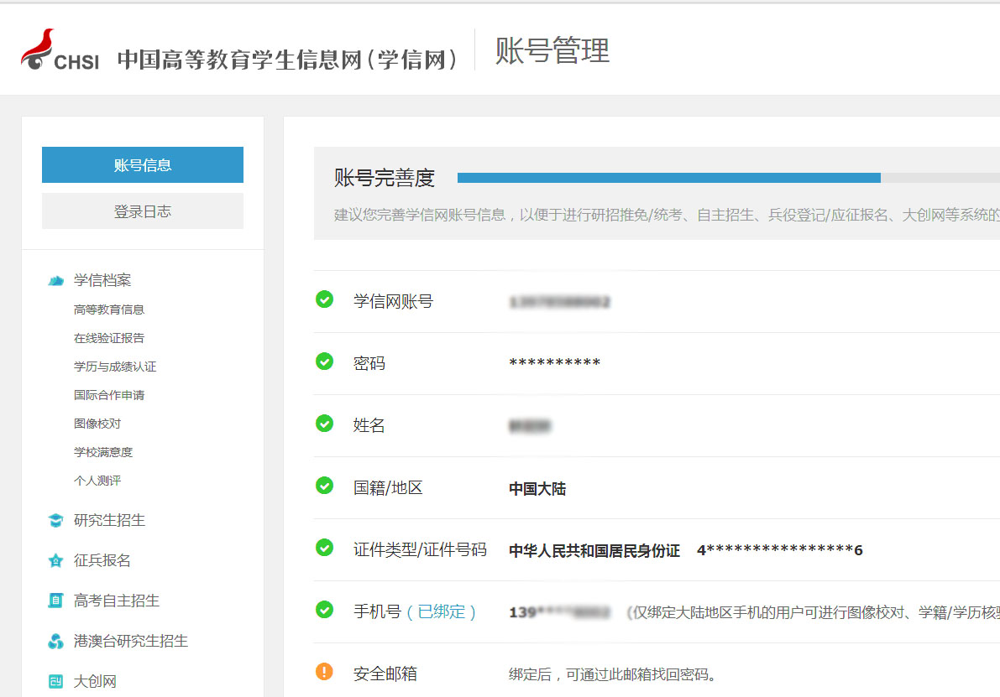 CHSI 中国高等教育学生信息网(学信网) 账号管理
账号信息
登录日志
学信档案
高等教育信息
在线验证报告
学历与成绩认证
国际合作申请
图像校对
学校满意度
个人测评
研究生招生
征兵报名
高考自主招生
港澳台研究生招生
大创网
账号完善度
建议您完善学信网账号信息，以便于进行研招推免/统考、自主招生、兵役登记/应征报名、大创网等系统的
学信网账号
密码 **********
姓名
国籍/地区 中国大陆
证件类型/证件号码 中华人民共和国居民身份证 4****************6
手机号（已绑定） 139**** （仅绑定大陆地区手机的用户可进行图像校对、学籍/学历核验
安全邮箱 绑定后，可通过此邮箱找回密码。